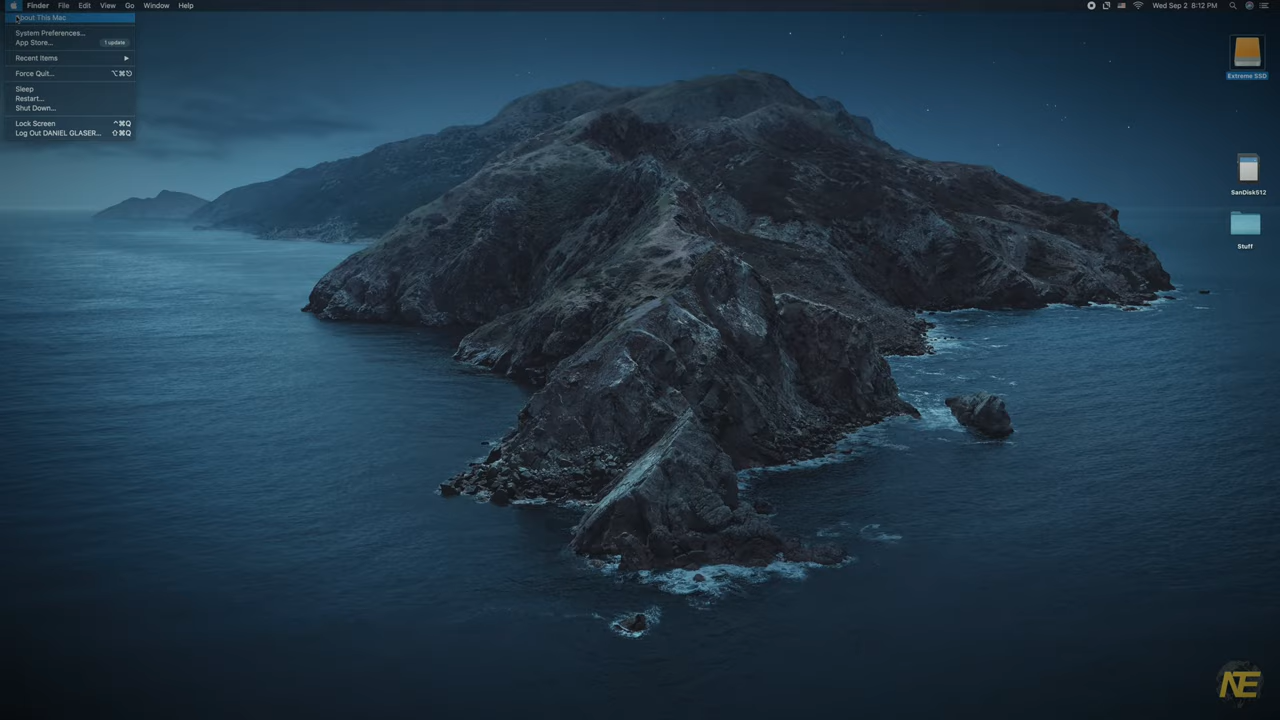 Finder File Edit View Go Window Help
Wed Sep 2 8:12 PM
About This Mac
System Preferences...
App Store... 1 update
Recent Items
Force Quit... ⌥⌘⎋
Sleep
Restart...
Shut Down...
Lock Screen ^⌘Q
Log Out DANIEL GLASER... ⇧⌘Q
Extreme SSD
SanDisk512
Stuff
NE